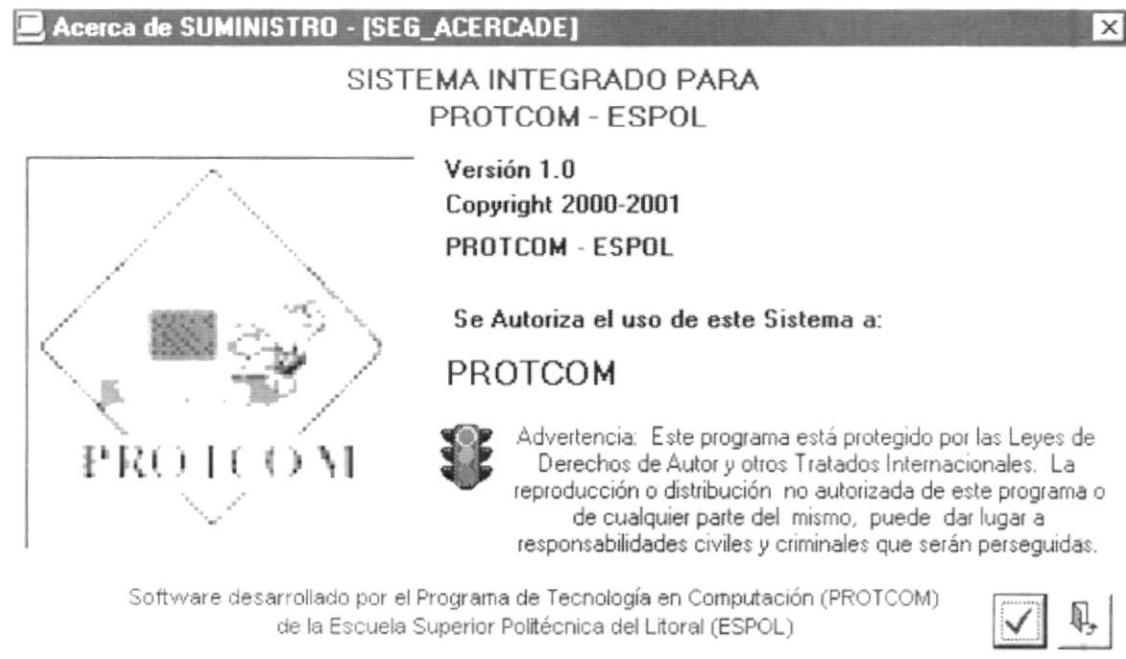 Acerca de SUMINISTRO - [SEG_ACERCADE]
SISTEMA INTEGRADO PARA
PROTCOM - ESPOL
Versión 1.0
Copyright 2000-2001
PROTCOM - ESPOL
Se Autoriza el uso de este Sistema a:
PROTCOM
PROTCOM
Advertencia: Este programa está protegido por las Leyes de
Derechos de Autor y otros Tratados Internacionales. La
reproducción o distribución no autorizada de este programa o
de cualquier parte del mismo, puede dar lugar a
responsabilidades civiles y criminales que serán perseguidas.
Software desarrollado por el Programa de Tecnología en Computación (PROTCOM)
de la Escuela Superior Politécnica del Litoral (ESPOL)